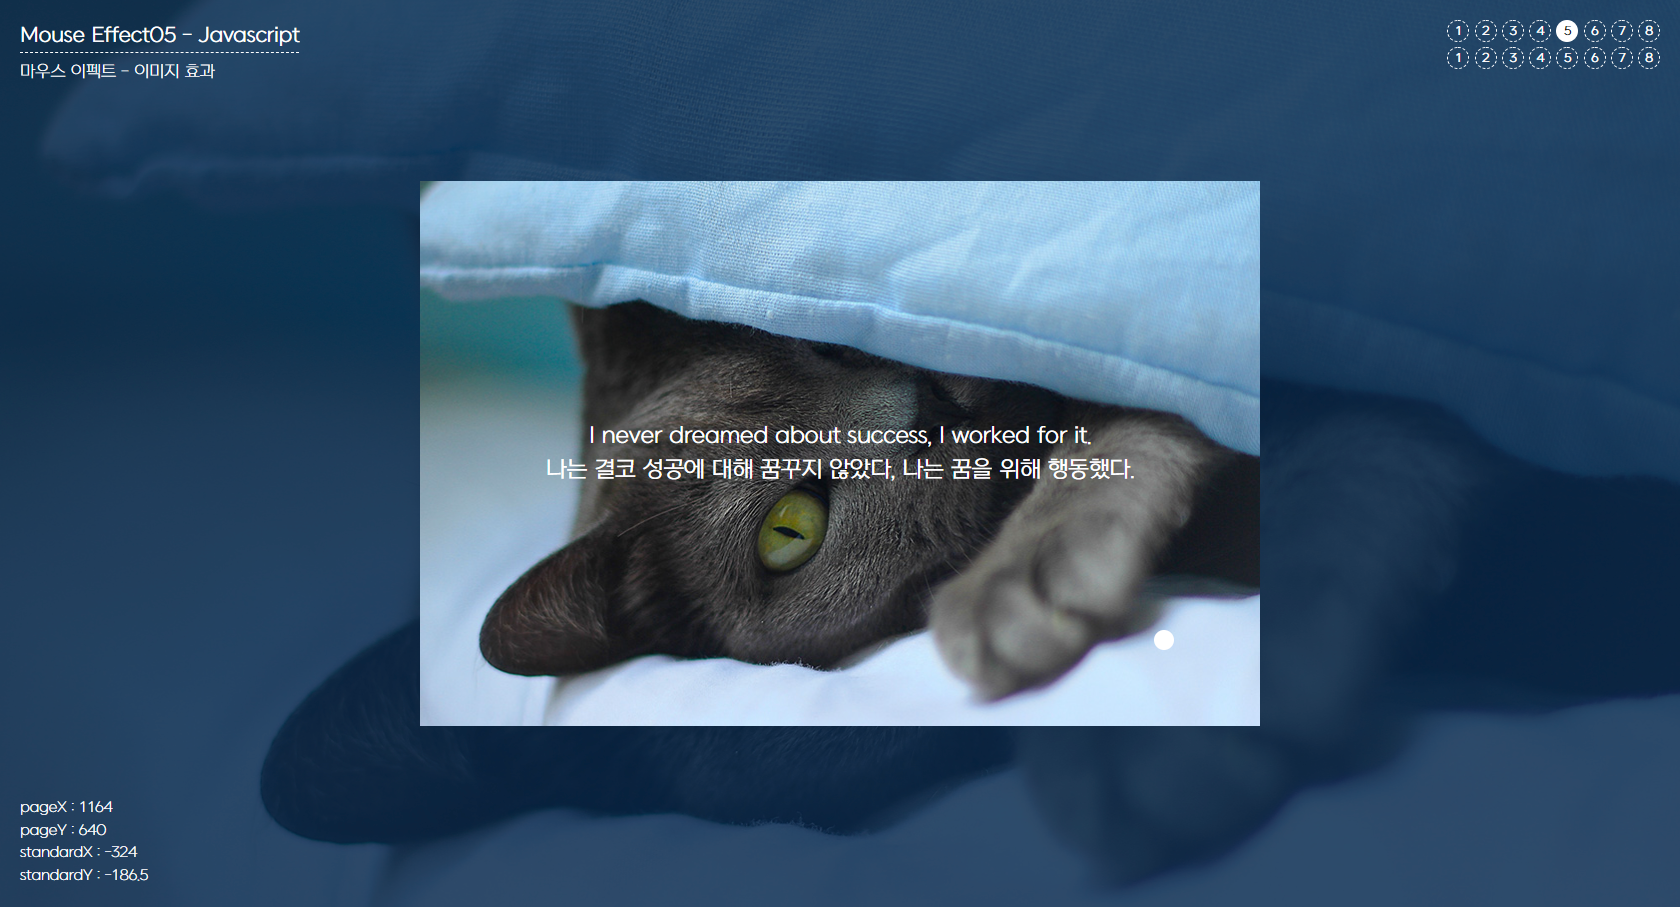 Mouse Effect05 - Javascript
마우스 이펙트 - 이미지 효과
1 2 3 4 5 6 7 8
1 2 3 4 5 6 7 8
I never dreamed about success, I worked for it.
나는 결코 성공에 대해 꿈꾸지 않았다, 나는 꿈을 위해 행동했다.
pageX : 1164
pageY : 640
standardX : -324
standardY : -186.5